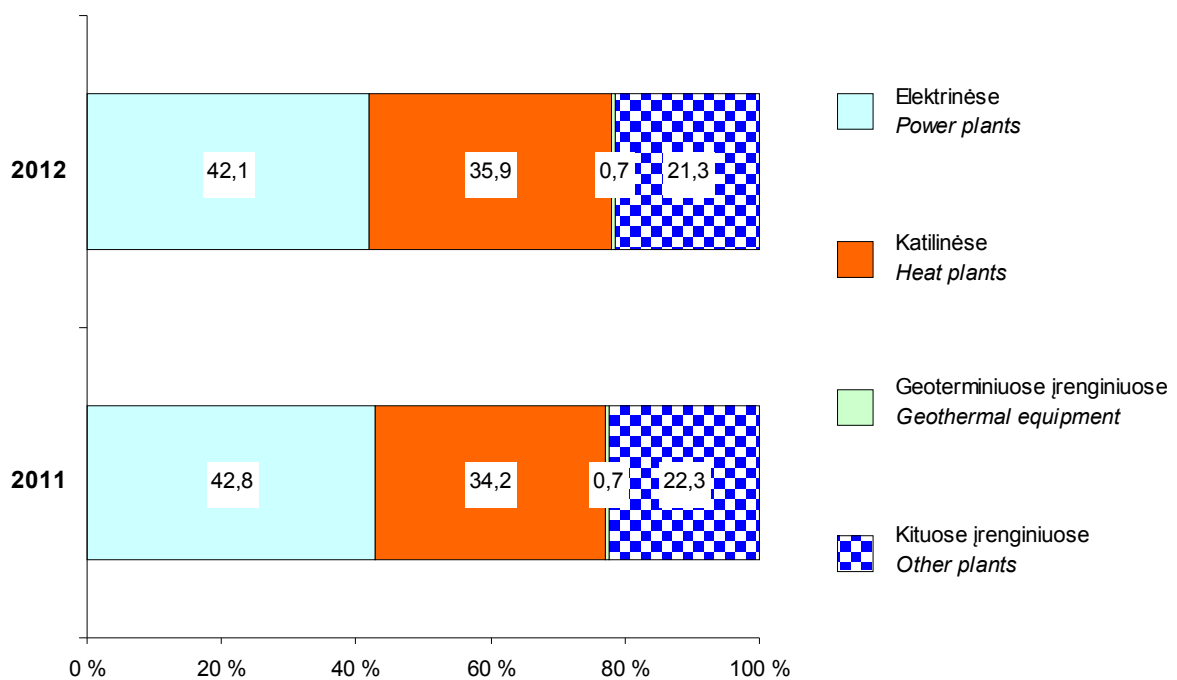 2012
42,1
35,9
0,7
21,3
2011
42,8
34,2
0,7
22,3
0 %
20 %
40 %
60 %
80 %
100 %
Elektrinėse
Power plants
Katilinėse
Heat plants
Geoterminiuose įrenginiuose
Geothermal equipment
Kituose įrenginiuose
Other plants